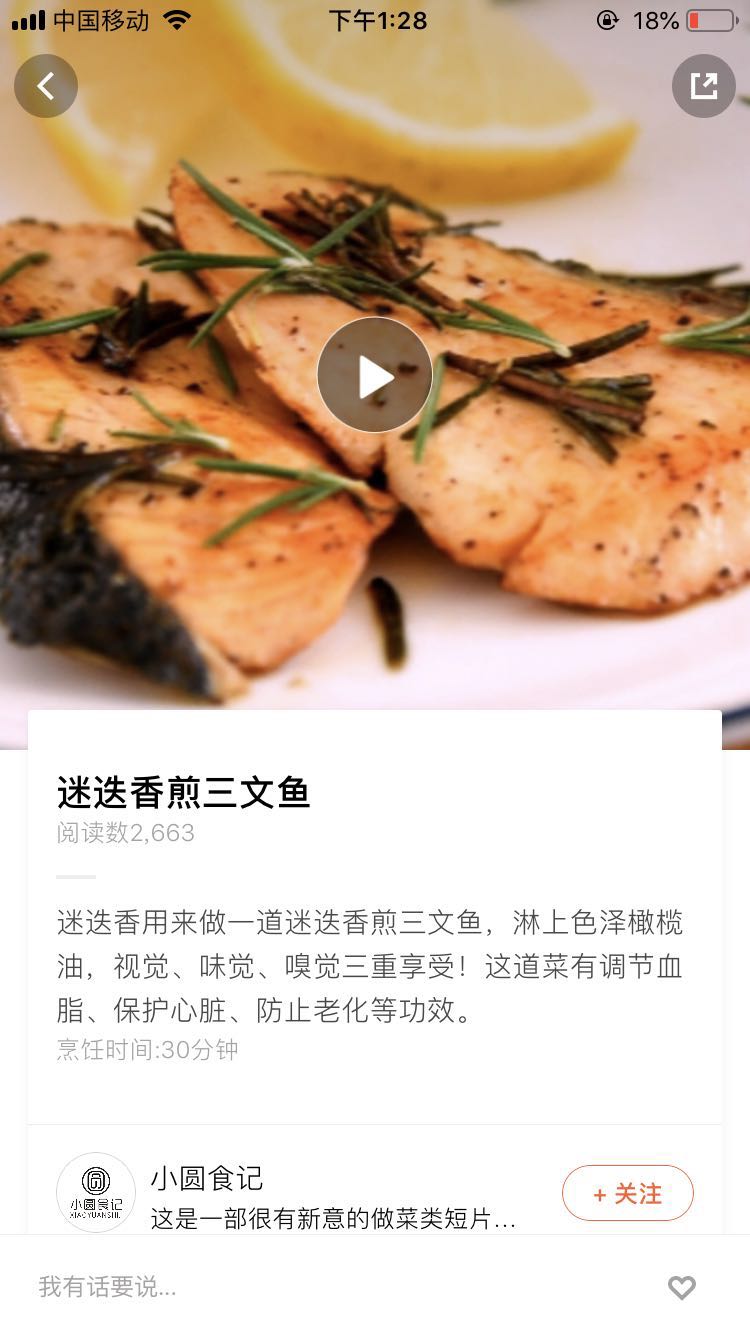 中国移动
下午1:28
18%
迷迭香煎三文鱼
阅读数2,663
迷迭香用来做一道迷迭香煎三文鱼，淋上色泽橄榄
油，视觉、味觉、嗅觉三重享受！这道菜有调节血
脂、保护心脏、防止老化等功效。
烹饪时间:30分钟
小圆食记
XIAOYUANSHI.
小圆食记
这是一部很有新意的做菜类短片...
+ 关注
我有话要说...